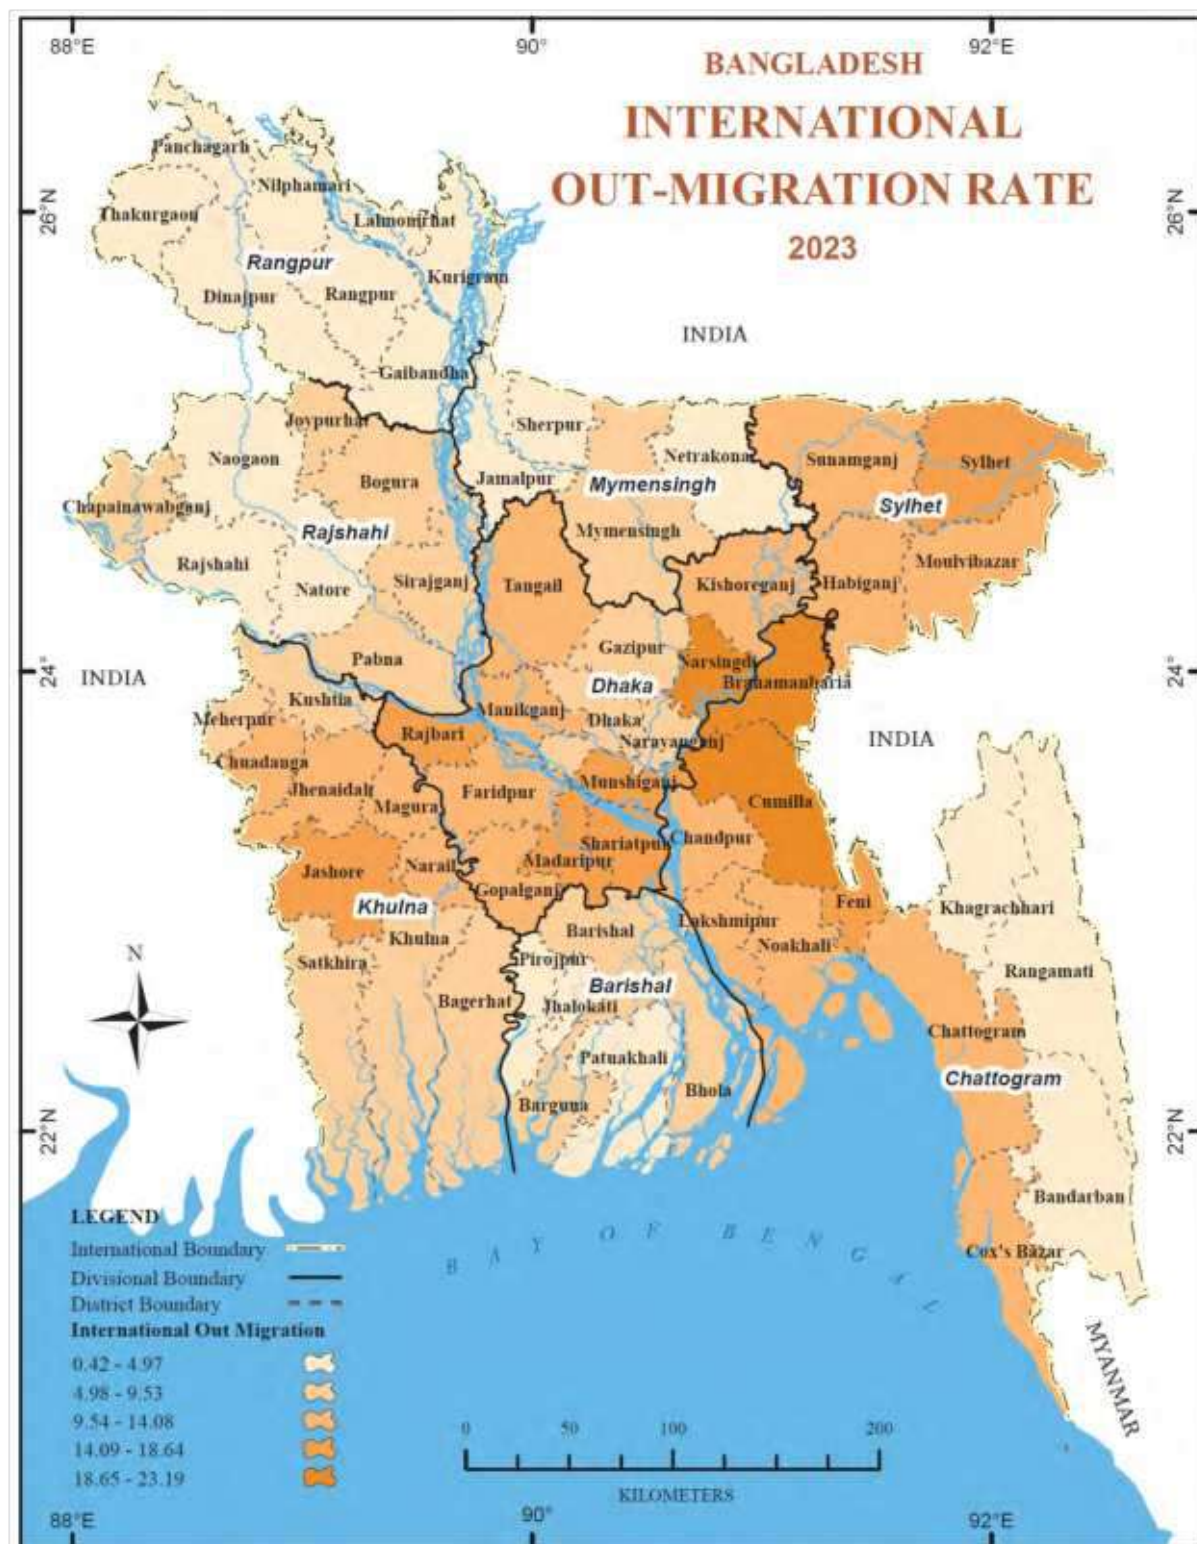 88°E
90°
92°E
BANGLADESH
INTERNATIONAL
OUT-MIGRATION RATE
2023
26°N
26°N
Panchagarh
Nilphamari
Thakurgaon
Lalmonirhat
Rangpur
Kurigram
Dinajpur
Rangpur
INDIA
Gaibandha
Joypurhat
Sherpur
Naogaon
Netrakona
Sunamganj
Sylhet
Bogura
Jamalpur
Mymensingh
Chapainawabganj
Sylhet
Rajshahi
Mymensingh
Rajshahi
Natore
Sirajganj
Tangail
Kishoreganj
Habiganj
Moulvibazar
Gazipur
Pabna
Narsingdi
24°
INDIA
Dhaka
Brahamanbaria
24°
Kushtia
Manikganj
Meherpur
Dhaka
Rajbari
Narayanganj
INDIA
Chuadanga
Jhenaidah
Magura
Faridpur
Munshiganj
Cumilla
Shariatpur
Chandpur
Jashore
Narail
Madaripur
Gopalganj
Khulna
Feni
Khagrachhari
Lakshmipur
Khulna
Barishal
Noakhali
N
Satkhira
Pirojpur
Rangamati
Bagerhat
Barishal
Jhalokati
Chattogram
Patuakhali
Chattogram
Bhola
Barguna
22°N
22°N
Bandarban
LEGEND
International Boundary
Divisional Boundary
District Boundary
BAY OF BENGAL
Cox's Bazar
International Out Migration
0.42 - 4.97
4.98 - 9.53
9.54 - 14.08
14.09 - 18.64
18.65 - 23.19
MYANMAR
0 50 100 200
KILOMETERS
88°E
90°
92°E